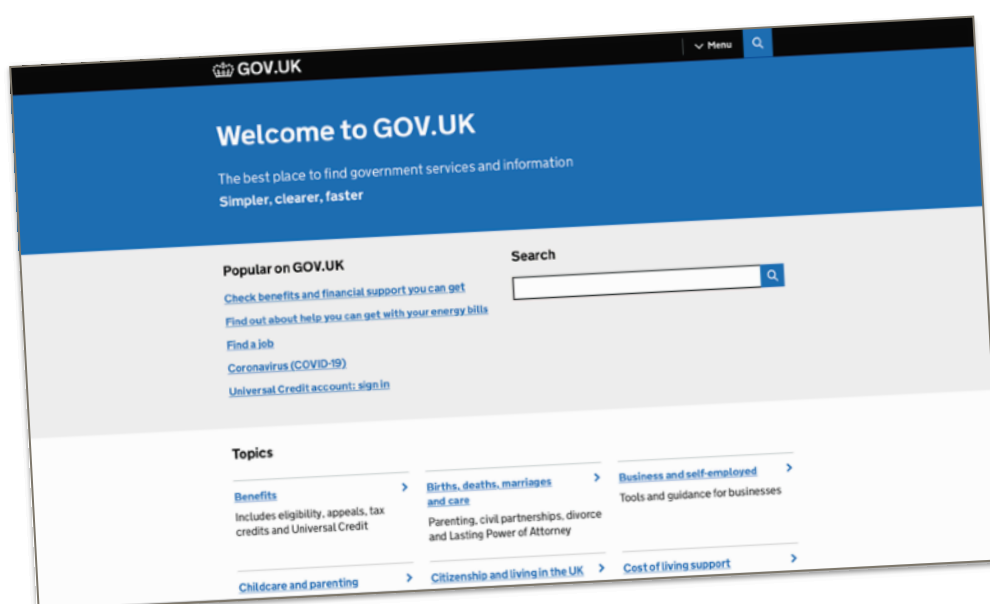 GOV.UK
Menu
Welcome to GOV.UK
The best place to find government services and information
Simpler, clearer, faster
Popular on GOV.UK
Check benefits and financial support you can get
Find out about help you can get with your energy bills
Find a job
Coronavirus (COVID-19)
Universal Credit account: sign in
Search
Topics
Benefits
Includes eligibility, appeals, tax
credits and Universal Credit
Births, deaths, marriages
and care
Parenting, civil partnerships, divorce
and Lasting Power of Attorney
Business and self-employed
Tools and guidance for businesses
Childcare and parenting
Citizenship and living in the UK
Cost of living support